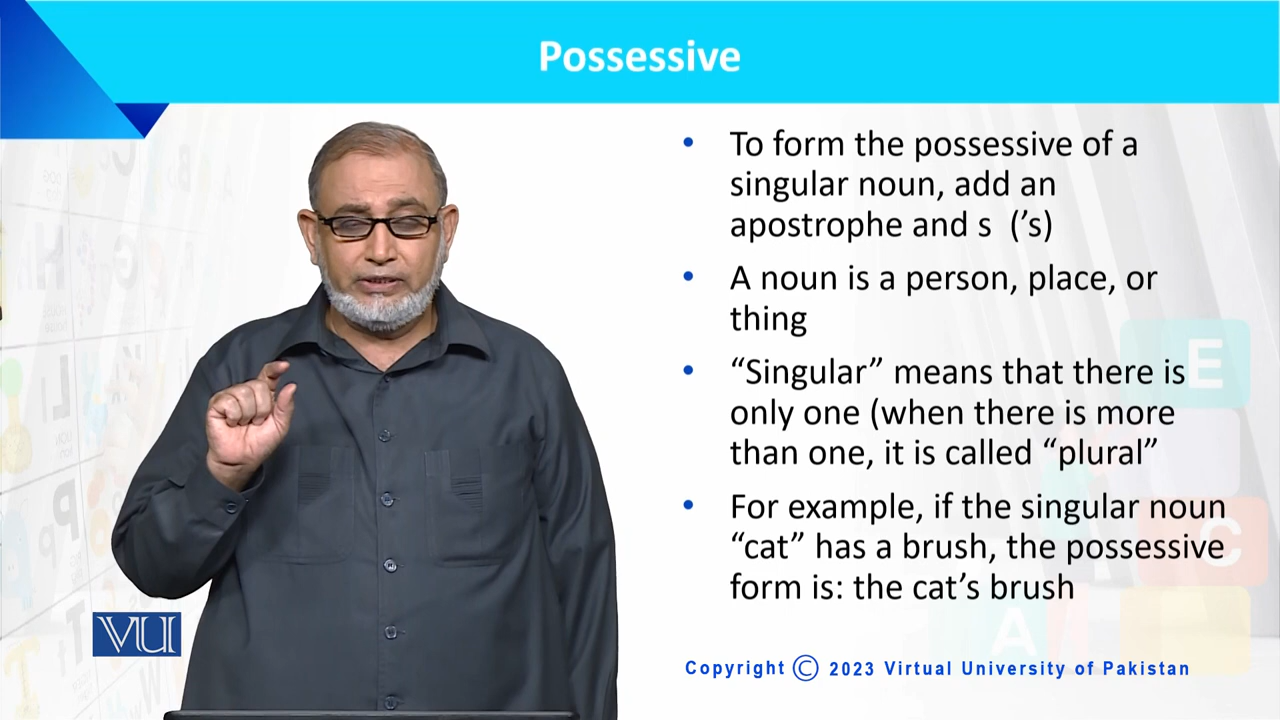 Possessive
• To form the possessive of a
singular noun, add an
apostrophe and s  (’s)
• A noun is a person, place, or
thing
• “Singular” means that there is
only one (when there is more
than one, it is called “plural”
• For example, if the singular noun
“cat” has a brush, the possessive
form is: the cat’s brush
VU
Copyright © 2023 Virtual University of Pakistan
E
C
A